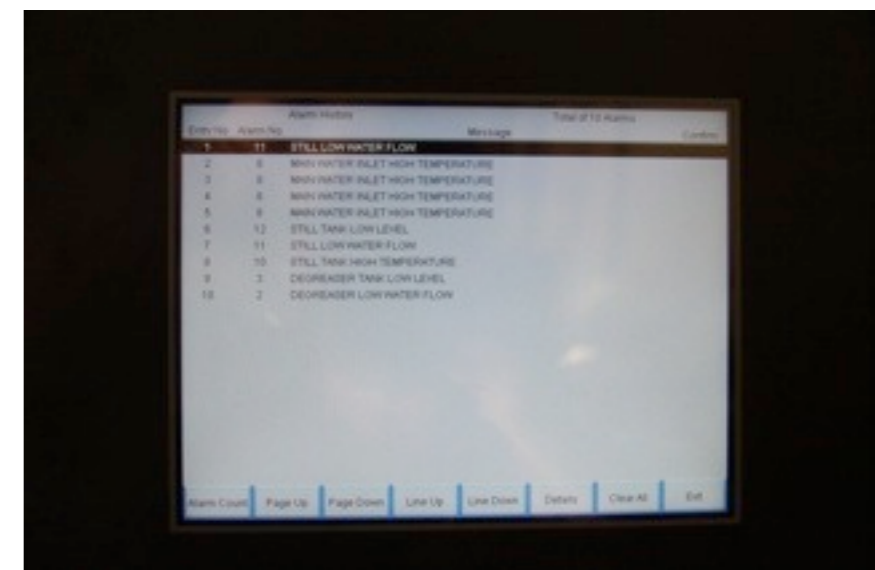 Alarm History Total of 10 Alarms
Entry No Alarm No Message Confirm
1 11 STILL LOW WATER FLOW
2 MAIN WATER INLET HIGH TEMPERATURE
3 MAIN WATER INLET HIGH TEMPERATURE
4 MAIN WATER INLET HIGH TEMPERATURE
5 MAIN WATER INLET HIGH TEMPERATURE
6 12 STILL TANK LOW LEVEL
7 11 STILL LOW WATER FLOW
8 10 STILL TANK HIGH TEMPERATURE
9 3 DEGREASER TANK LOW LEVEL
10 2 DEGREASER LOW WATER FLOW
Alarm Count Page Up Page Down Line Up Line Down Details Clear All Exit